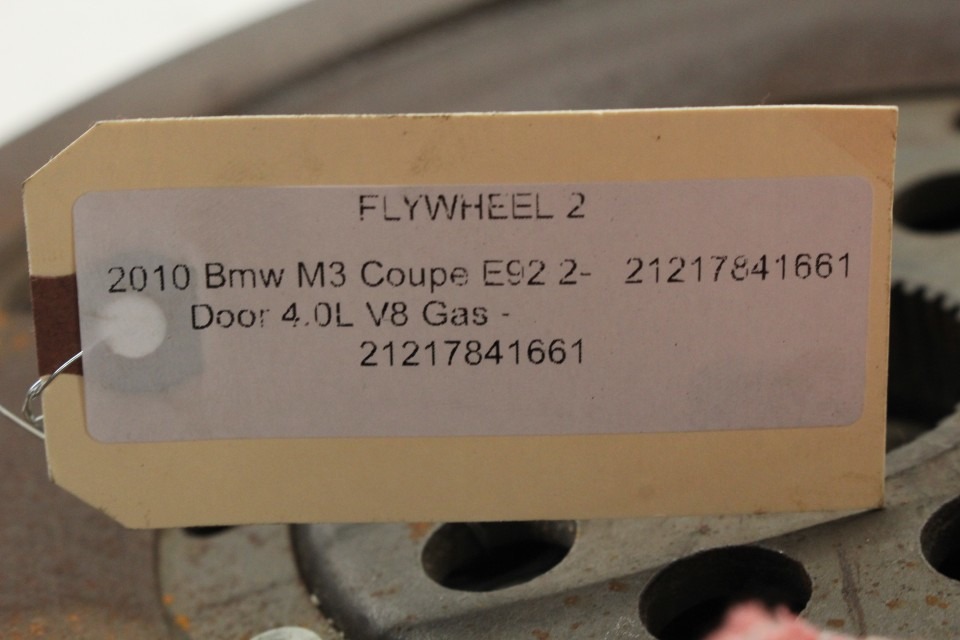 FLYWHEEL 2
2010 Bmw M3 Coupe E92 2- 21217841661
Door 4.0L V8 Gas -
21217841661